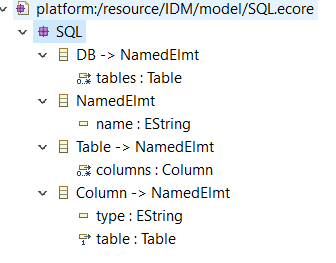 platform:/resource/IDM/model/SQL.ecore
SQL
DB -> NamedElmt
tables : Table
NamedElmt
name : EString
Table -> NamedElmt
columns : Column
Column -> NamedElmt
type : EString
table : Table